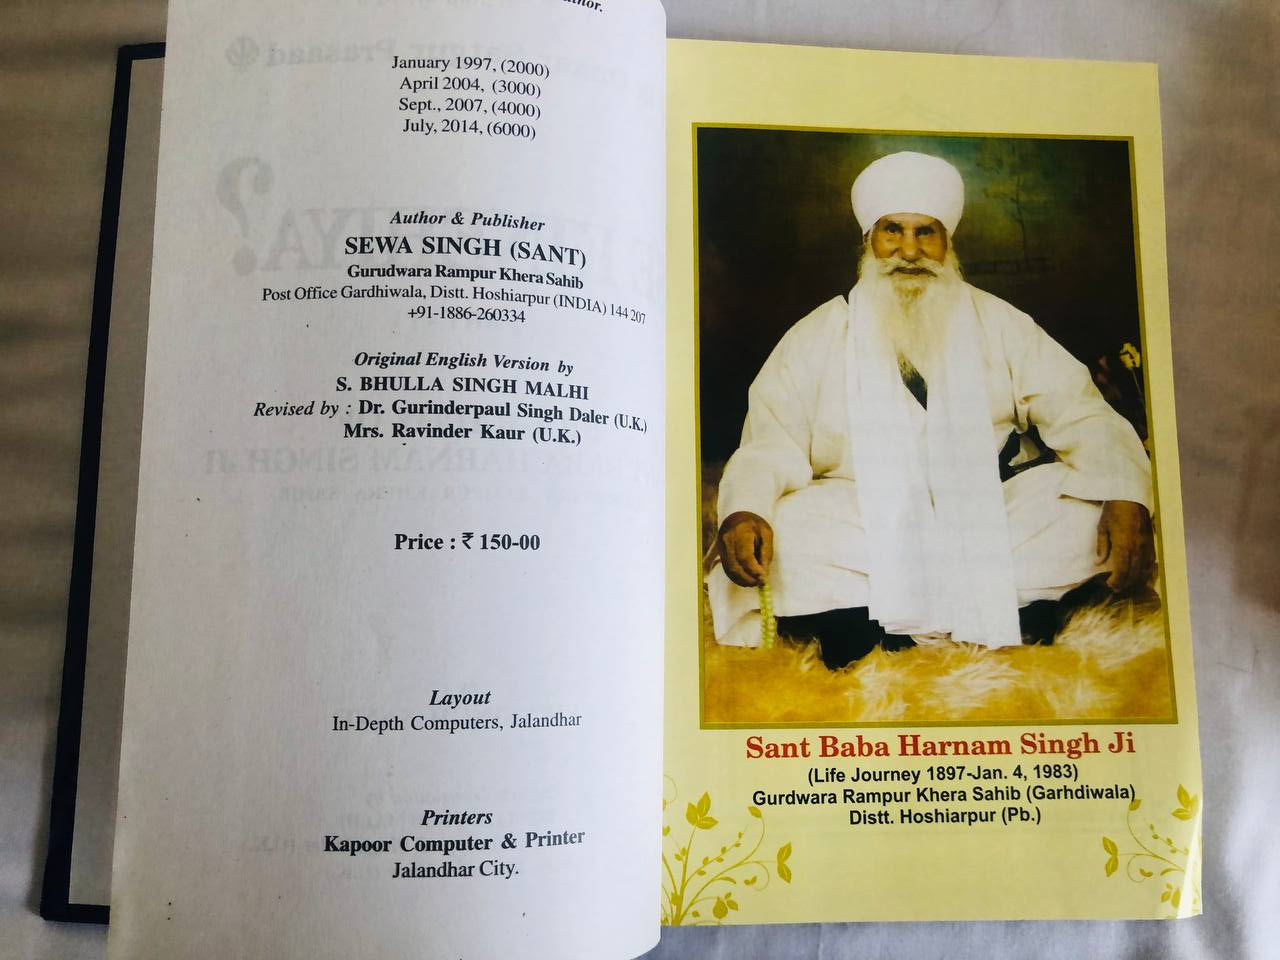 January 1997, (2000)
April 2004, (3000)
Sept., 2007, (4000)
July, 2014, (6000)
Author & Publisher
SEWA SINGH (SANT)
Gurudwara Rampur Khera Sahib
Post Office Gardhiwala, Distt. Hoshiarpur (INDIA) 144 207
+91-1886-260334
Original English Version by
S. BHULLA SINGH MALHI
Revised by : Dr. Gurinderpaul Singh Daler (U.K.)
Mrs. Ravinder Kaur (U.K.)
Price : ₹ 150-00
Layout
In-Depth Computers, Jalandhar
Printers
Kapoor Computer & Printer
Jalandhar City.
Sant Baba Harnam Singh Ji
(Life Journey 1897-Jan. 4, 1983)
Gurdwara Rampur Khera Sahib (Garhdiwala)
Distt. Hoshiarpur (Pb.)